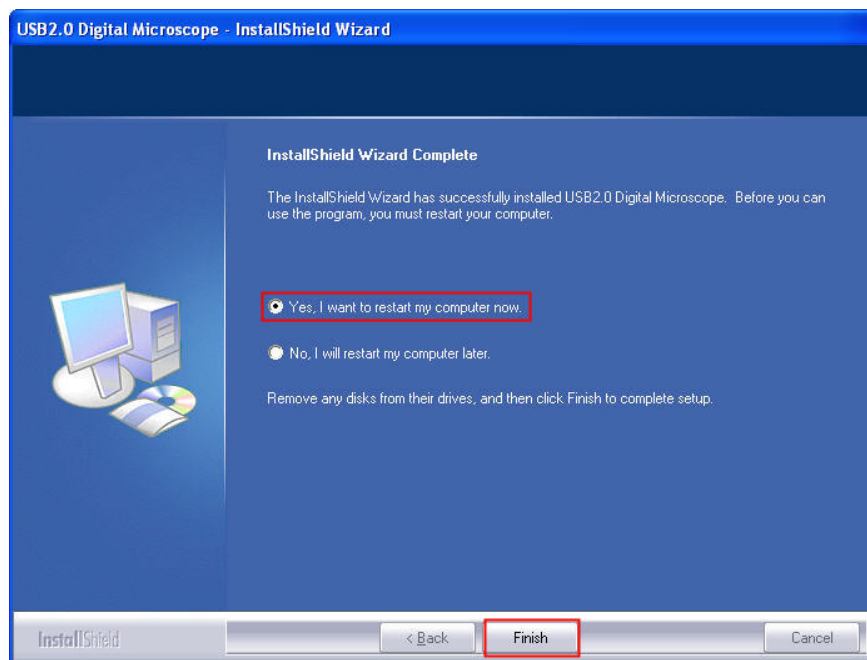 USB2.0 Digital Microscope - InstallShield Wizard
InstallShield Wizard Complete
The InstallShield Wizard has successfully installed USB2.0 Digital Microscope. Before you can
use the program, you must restart your computer.
Yes, I want to restart my computer now.
No, I will restart my computer later.
Remove any disks from their drives, and then click Finish to complete setup.
InstallShield
< Back
Finish
Cancel